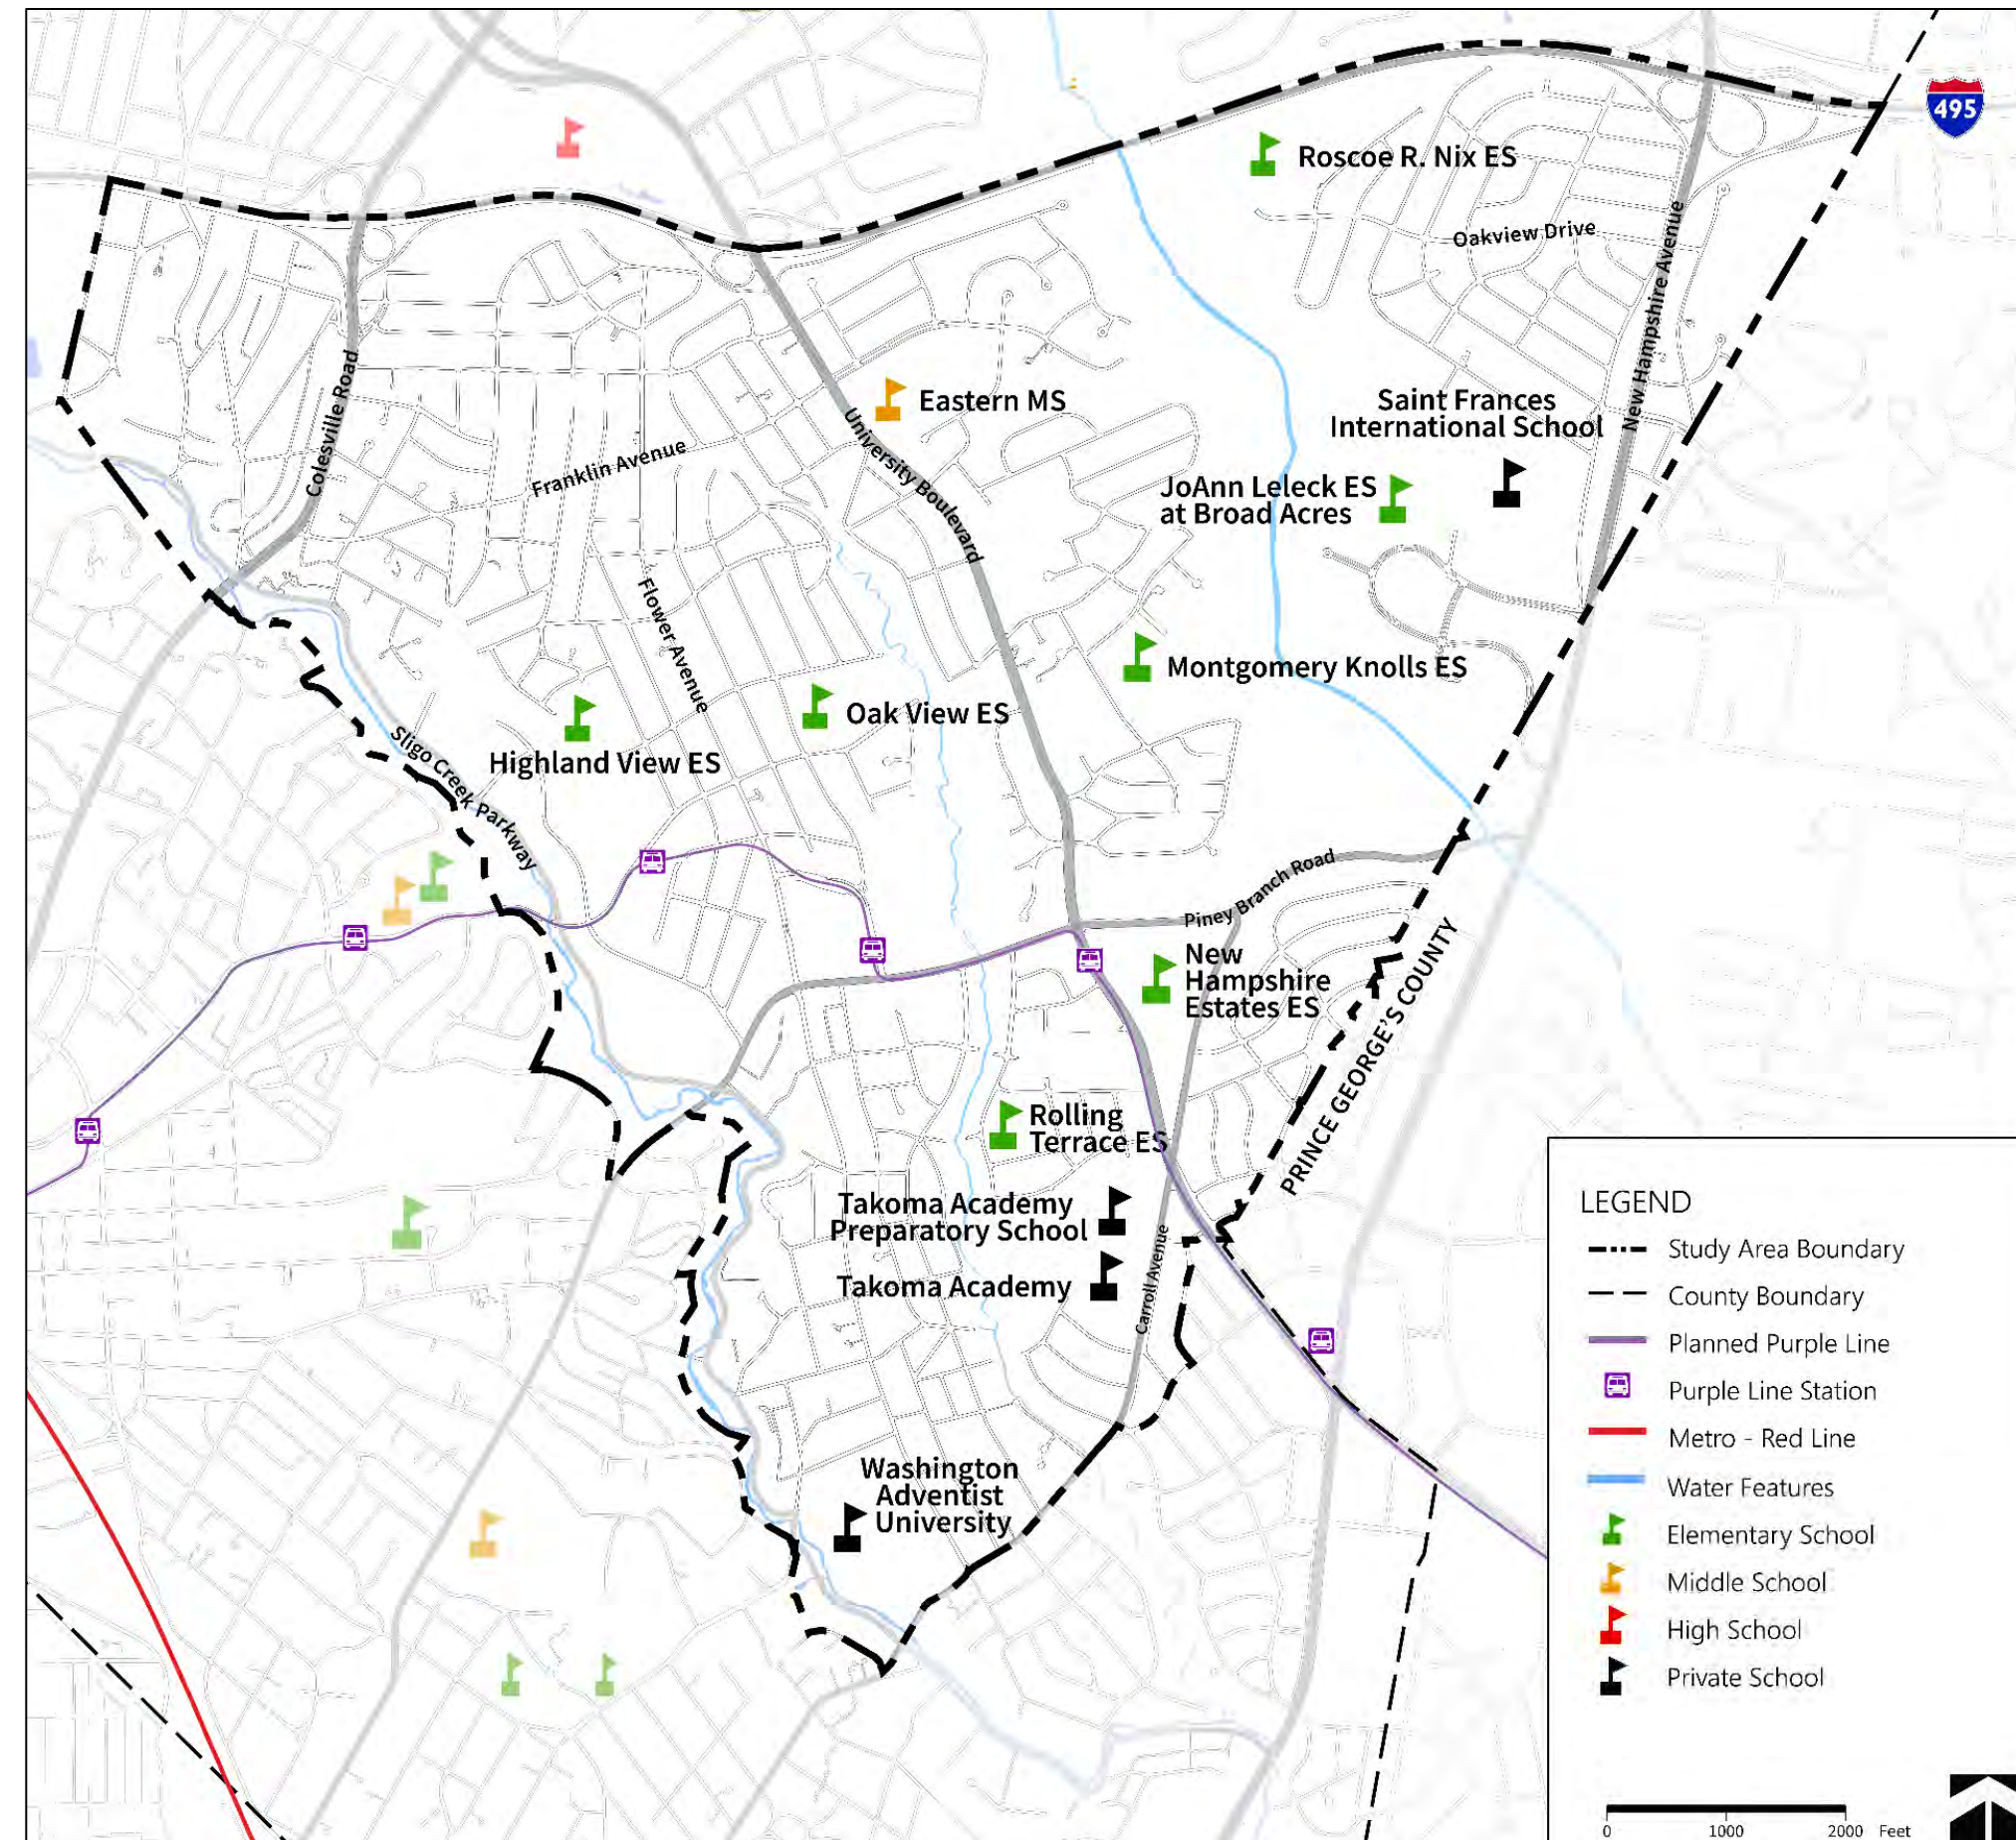 495
Roscoe R. Nix ES
Oakview Drive
New Hampshire Avenue
Colesville Road
Eastern MS
Saint Frances
International School
University Boulevard
Franklin Avenue
JoAnn Leleck ES
at Broad Acres
Flower Avenue
Montgomery Knolls ES
Oak View ES
Highland View ES
Sligo Creek Parkway
Piney Branch Road
New
Hampshire
Estates ES
PRINCE GEORGE'S COUNTY
Rolling
Terrace ES
Takoma Academy
Preparatory School
Takoma Academy
Carroll Avenue
Washington
Adventist
University
LEGEND
Study Area Boundary
County Boundary
Planned Purple Line
Purple Line Station
Metro - Red Line
Water Features
Elementary School
Middle School
High School
Private School
0 1000 2000 Feet